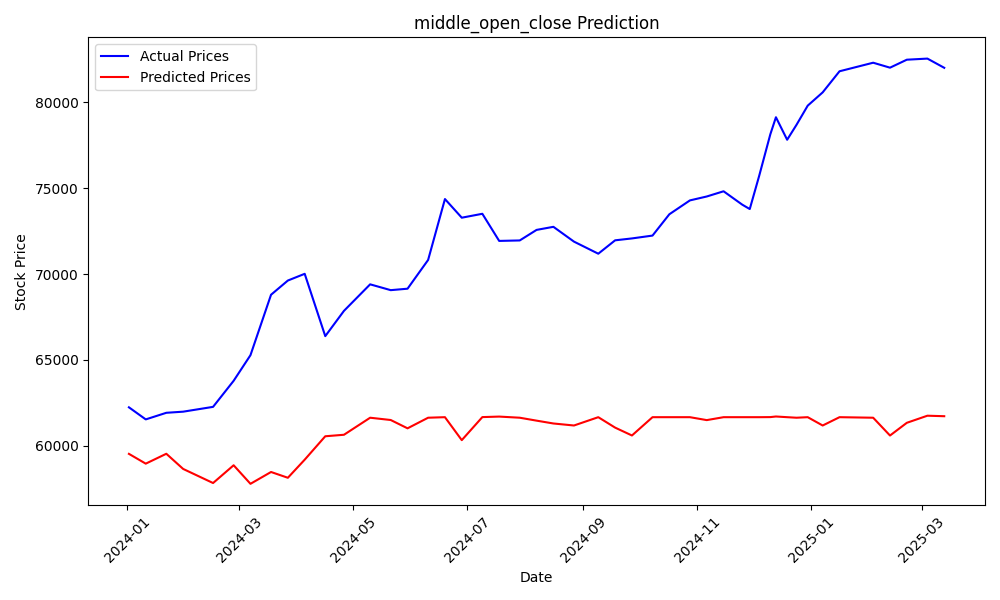 middle_open_close Prediction
Actual Prices
Predicted Prices
Stock Price
80000
75000
70000
65000
60000
2024-01
2024-03
2024-05
2024-07
2024-09
2024-11
2025-01
2025-03
Date